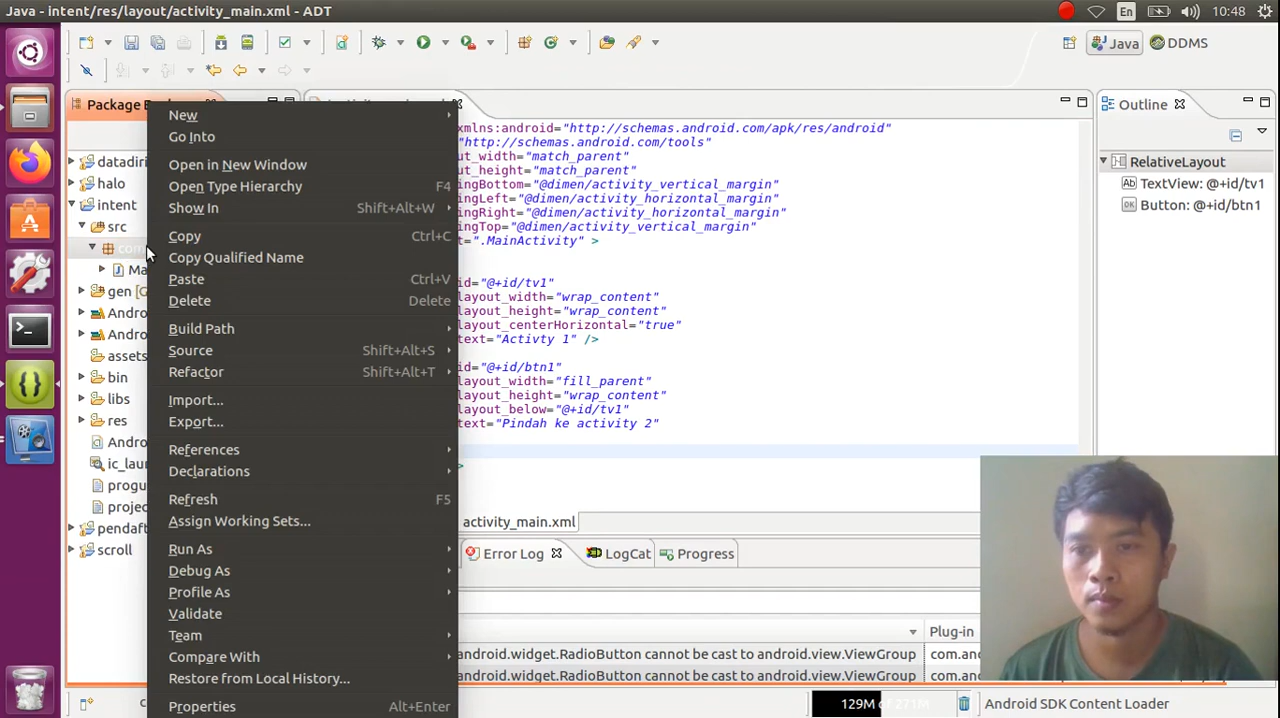 Java - intent/res/layout/activity_main.xml - ADT
En
10:48
Java
DDMS
Package
datadiri
halo
intent
src
com
Ma
gen [G
Andro
Andro
assets
bin
libs
res
Andro
ic_lau
progu
projec
pendaft
scroll
New
Go Into
Open in New Window
Open Type Hierarchy F4
Show In Shift+Alt+W
Copy Ctrl+C
Copy Qualified Name
Paste Ctrl+V
Delete Delete
Build Path
Source Shift+Alt+S
Refactor Shift+Alt+T
Import...
Export...
References
Declarations
Refresh F5
Assign Working Sets...
Run As
Debug As
Profile As
Validate
Team
Compare With
Restore from Local History...
Properties Alt+Enter
xmlns:android="http://schemas.android.com/apk/res/android"
"http://schemas.android.com/tools"
ut_width="match_parent"
ut_height="match_parent"
ingBottom="@dimen/activity_vertical_margin"
ingLeft="@dimen/activity_horizontal_margin"
ingRight="@dimen/activity_horizontal_margin"
ingTop="@dimen/activity_vertical_margin"
t=".MainActivity" >
id="@+id/tv1"
layout_width="wrap_content"
layout_height="wrap_content"
layout_centerHorizontal="true"
text="Activty 1" />
id="@+id/btn1"
layout_width="fill_parent"
layout_height="wrap_content"
layout_below="@+id/tv1"
text="Pindah ke activity 2"
>
activity_main.xml
Error Log
LogCat
Progress
Plug-in
android.widget.RadioButton cannot be cast to android.view.ViewGroup com.an
android.widget.RadioButton cannot be cast to android.view.ViewGroup com.an
Outline
RelativeLayout
Ab TextView: @+id/tv1
OK Button: @+id/btn1
129M of 271M
Android SDK Content Loader